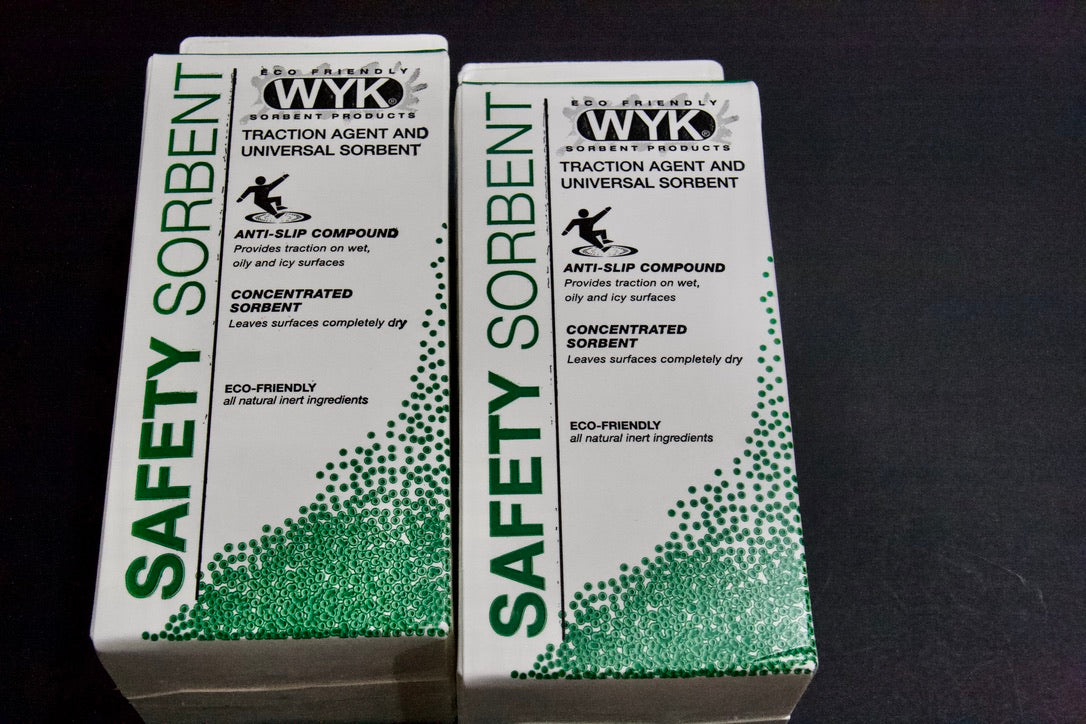 SAFETY SORBENT
ECO FRIENDLY
WYK®
SORBENT PRODUCTS
TRACTION AGENT AND
UNIVERSAL SORBENT
ANTI-SLIP COMPOUND
Provides traction on wet,
oily and icy surfaces
CONCENTRATED
SORBENT
Leaves surfaces completely dry
ECO-FRIENDLY
all natural inert ingredients
SAFETY SORBENT
ECO FRIENDLY
WYK®
SORBENT PRODUCTS
TRACTION AGENT AND
UNIVERSAL SORBENT
ANTI-SLIP COMPOUND
Provides traction on wet,
oily and icy surfaces
CONCENTRATED
SORBENT
Leaves surfaces completely dry
ECO-FRIENDLY
all natural inert ingredients